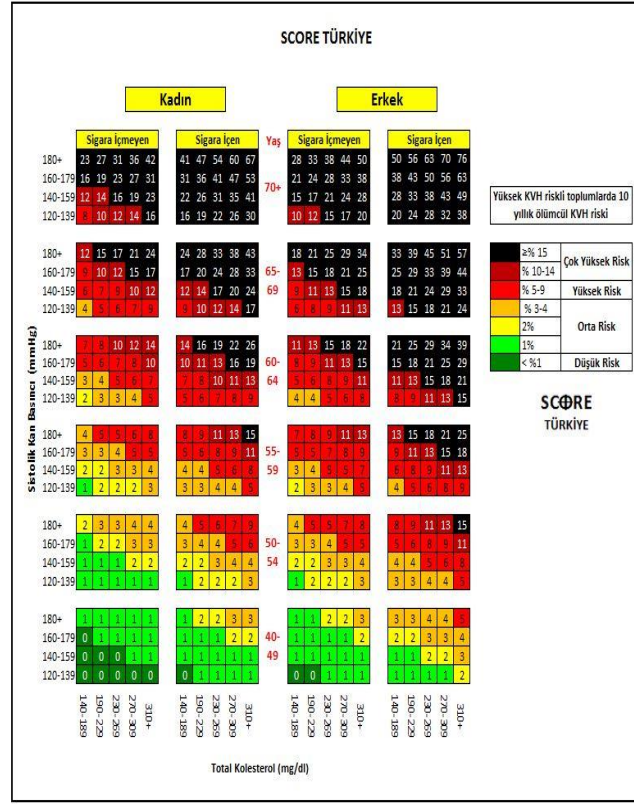 SCORE TÜRKİYE
Kadın Erkek
Sigara İçmeyen Sigara İçen Yaş Sigara İçmeyen Sigara İçen
180+ 23 27 31 36 42 41 47 54 60 67 28 33 38 44 50 50 56 63 70 76
160-179 16 19 23 27 31 31 36 41 47 53 21 24 28 33 38 38 43 50 56 63
70+
140-159 12 14 16 19 23 22 26 31 35 41 15 17 21 24 28 28 33 38 43 49
120-139 8 10 12 14 16 16 19 22 26 30 10 12 15 17 20 20 24 28 32 38
180+ 12 15 17 21 24 24 28 33 38 43 18 21 25 29 34 33 39 45 51 57
160-179 9 10 12 15 17 17 20 24 28 33 65- 13 15 18 21 25 25 29 33 39 44
140-159 6 7 9 10 12 12 14 17 20 24 69 9 11 13 15 18 18 21 24 29 33
120-139 4 5 6 7 9 9 10 12 14 17 6 8 9 11 13 13 15 18 21 24
180+ 7 8 10 12 14 14 16 19 22 26 11 13 15 18 22 21 25 29 34 39
160-179 5 6 7 8 10 10 11 13 16 19 60- 8 9 11 13 15 15 18 21 25 29
140-159 3 4 5 6 7 7 8 10 11 13 64 5 6 8 9 11 11 13 15 18 21
120-139 2 3 3 4 5 5 6 7 8 9 4 4 5 6 8 8 9 11 13 15
180+ 4 5 5 6 8 8 9 11 13 15 7 8 9 11 13 13 15 18 21 25
160-179 3 3 4 5 5 5 6 8 9 11 55- 5 5 7 8 9 9 11 13 15 18
140-159 2 2 3 3 4 4 4 5 6 8 59 3 4 5 5 7 6 8 9 11 13
120-139 1 2 2 2 3 3 3 4 4 5 2 3 3 4 5 4 5 6 8 9
180+ 2 3 3 4 4 4 5 6 7 9 4 5 5 7 8 8 9 11 13 15
160-179 1 2 2 3 3 3 4 4 5 6 50- 3 3 4 5 5 5 6 8 9 11
140-159 1 1 1 2 2 2 2 3 4 4 54 2 2 3 3 4 4 4 5 6 8
120-139 1 1 1 1 1 1 2 2 2 3 1 2 2 2 3 3 3 4 4 5
180+ 1 1 1 1 1 1 2 2 3 3 1 1 2 2 3 3 3 4 4 5
160-179 0 1 1 1 1 1 1 1 2 2 40- 1 1 1 1 2 2 2 3 3 4
140-159 0 0 0 1 1 1 1 1 1 1 49 1 1 1 1 1 1 1 2 2 3
120-139 0 0 0 0 0 0 1 1 1 1 0 0 1 1 1 1 1 1 1 2
140-189 190-229 230-269 270-309 310+ 140-189 190-229 230-269 270-309 310+ 140-189 190-229 230-269 270-309 310+ 140-189 190-229 230-269 270-309 310+
Total Kolesterol (mg/dl)
Sistolik Kan Basıncı (mmHg)
Yüksek KVH riskli toplumlarda 10
yıllık ölümcül KVH riski
≥% 15
Çok Yüksek Risk
% 10-14
% 5-9 Yüksek Risk
% 3-4
2% Orta Risk
1%
< %1 Düşük Risk
SCORE
TÜRKİYE